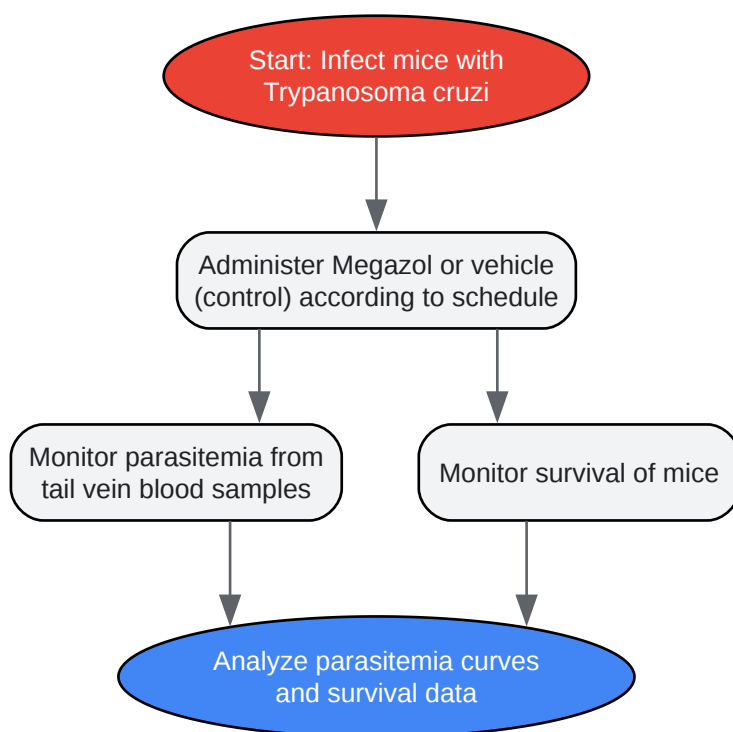 Start: Infect mice with
Trypanosoma cruzi
Administer Megazol or vehicle
(control) according to schedule
Monitor parasitemia from
tail vein blood samples
Monitor survival of mice
Analyze parasitemia curves
and survival data